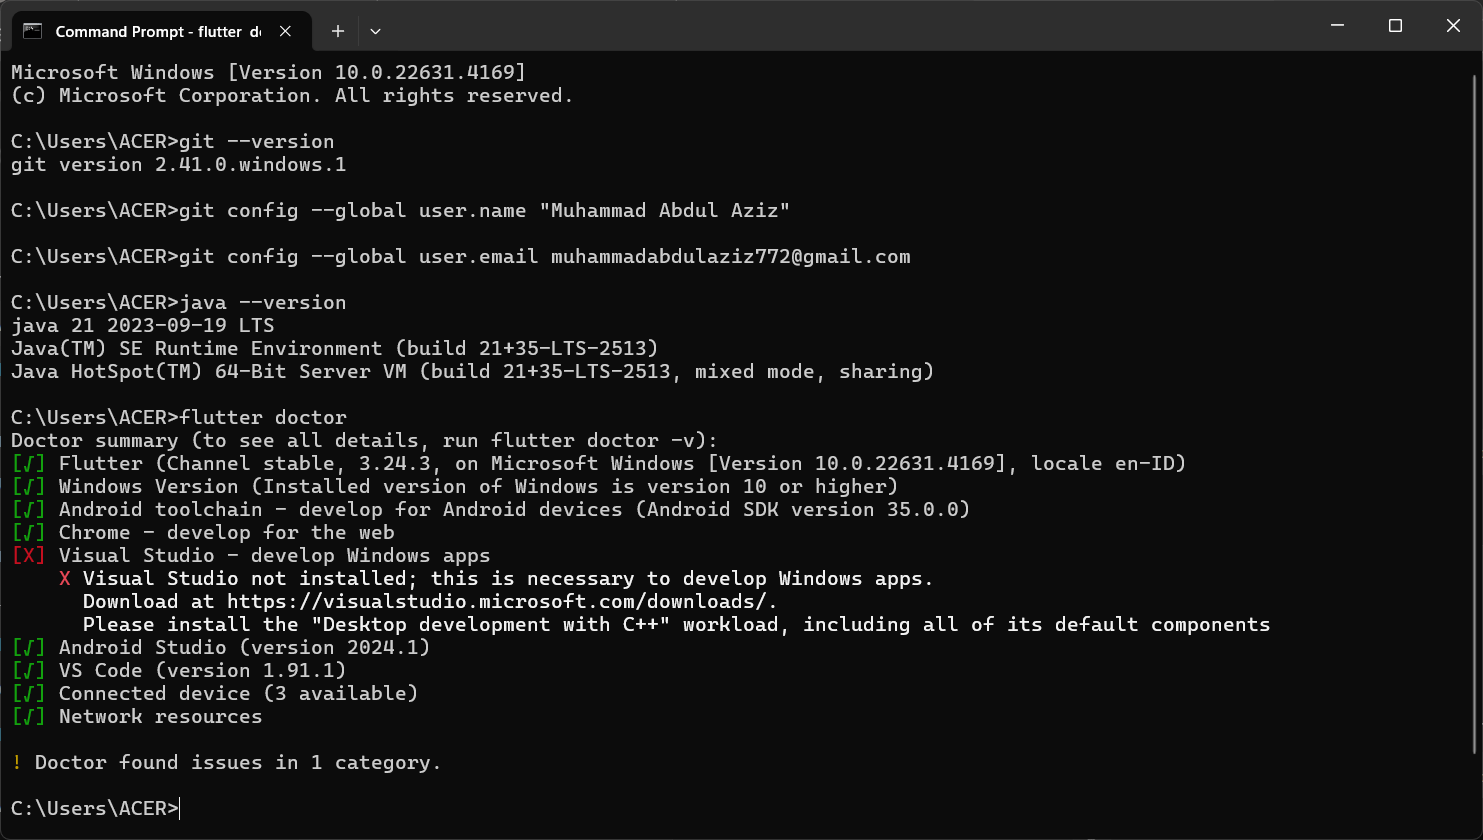 Command Prompt - flutter d
Microsoft Windows [Version 10.0.22631.4169]
(c) Microsoft Corporation. All rights reserved.
C:\Users\ACER>git --version
git version 2.41.0.windows.1
C:\Users\ACER>git config --global user.name "Muhammad Abdul Aziz"
C:\Users\ACER>git config --global user.email muhammadabdulaziz772@gmail.com
C:\Users\ACER>java --version
java 21 2023-09-19 LTS
Java(TM) SE Runtime Environment (build 21+35-LTS-2513)
Java HotSpot(TM) 64-Bit Server VM (build 21+35-LTS-2513, mixed mode, sharing)
C:\Users\ACER>flutter doctor
Doctor summary (to see all details, run flutter doctor -v):
[√] Flutter (Channel stable, 3.24.3, on Microsoft Windows [Version 10.0.22631.4169], locale en-ID)
[√] Windows Version (Installed version of Windows is version 10 or higher)
[√] Android toolchain - develop for Android devices (Android SDK version 35.0.0)
[√] Chrome - develop for the web
[X] Visual Studio - develop Windows apps
X Visual Studio not installed; this is necessary to develop Windows apps.
Download at https://visualstudio.microsoft.com/downloads/.
Please install the "Desktop development with C++" workload, including all of its default components
[√] Android Studio (version 2024.1)
[√] VS Code (version 1.91.1)
[√] Connected device (3 available)
[√] Network resources
! Doctor found issues in 1 category.
C:\Users\ACER>